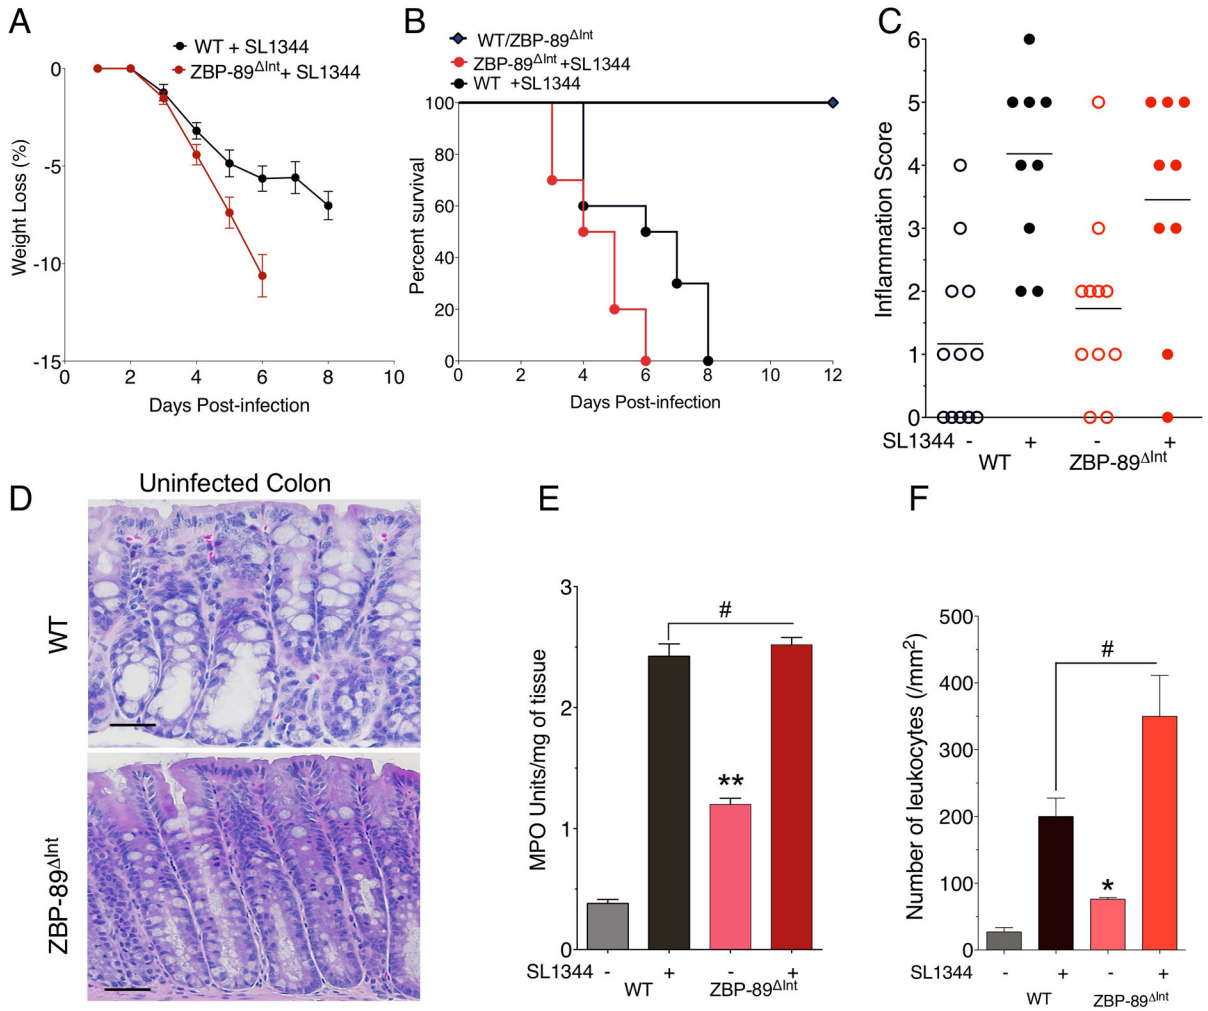 A
WT + SL1344
ZBP-89ΔInt+ SL1344
0
-5
-10
-15
Weight Loss (%)
0 2 4 6 8 10
Days Post-infection
B
WT/ZBP-89ΔInt
ZBP-89ΔInt +SL1344
WT +SL1344
100
80
60
40
20
0
Percent survival
0 2 4 6 8 10 12
Days Post-infection
C
6
5
4
3
2
1
0
Inflammation Score
SL1344 - + - +
WT ZBP-89ΔInt
D
Uninfected Colon
WT
ZBP-89ΔInt
E
3
2
1
0
MPO Units/mg of tissue
#
**
SL1344 - + - +
WT ZBP-89ΔInt
F
500
400
300
200
100
0
Number of leukocytes (/mm2)
#
*
SL1344 - + - +
WT ZBP-89ΔInt